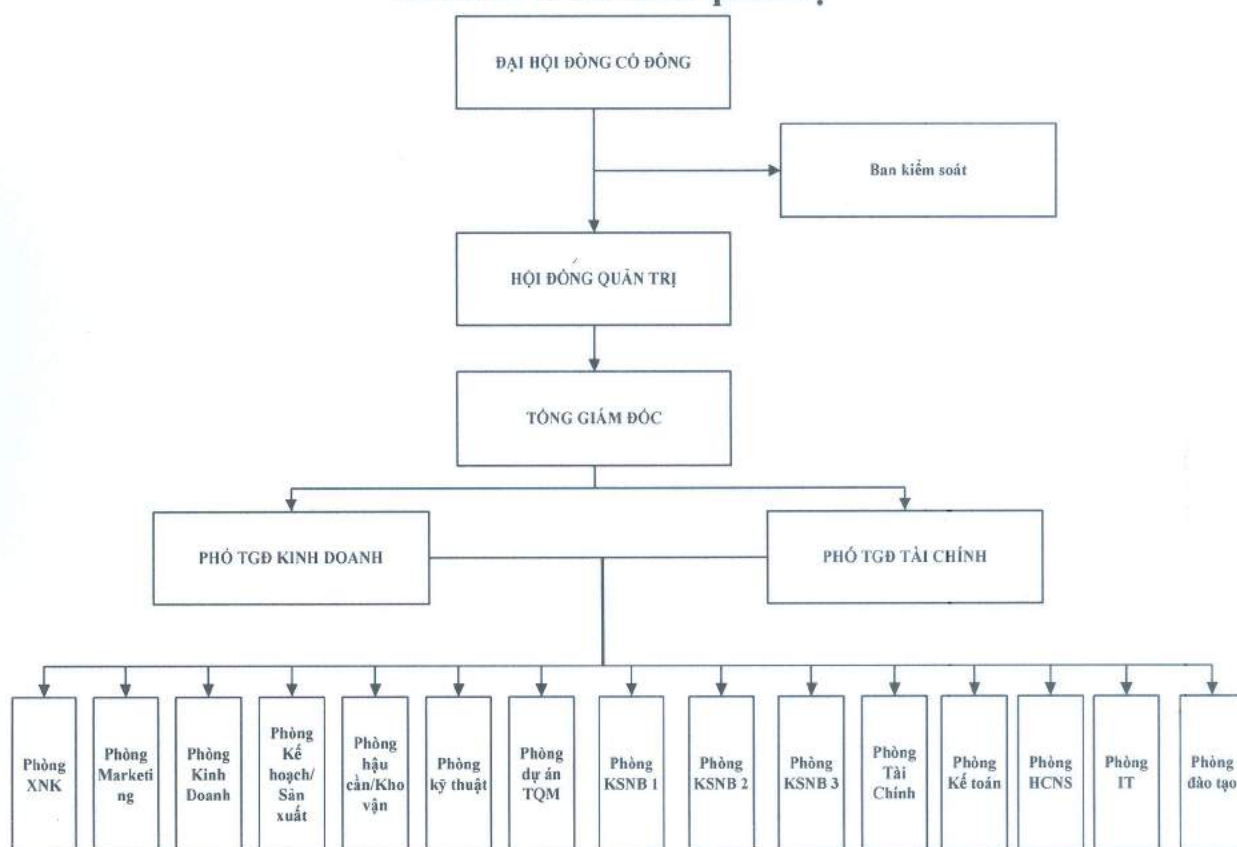 ĐẠI HỘI ĐỒNG CỔ ĐÔNG
Ban kiểm soát
HỘI ĐỒNG QUẢN TRỊ
TỔNG GIÁM ĐỐC
PHÓ TGĐ KINH DOANH
PHÓ TGĐ TÀI CHÍNH
Phòng
XNK
Phòng
Marketi
ng
Phòng
Kinh
Doanh
Phòng
Kế
hoạch/
Sản
xuất
Phòng
hậu
cần/Kho
vận
Phòng
kỹ thuật
Phòng
dự án
TQM
Phòng
KSNB 1
Phòng
KSNB 2
Phòng
KSNB 3
Phòng
Tài
Chính
Phòng
Kế toán
Phòng
HCNS
Phòng
IT
Phòng
đào tạo